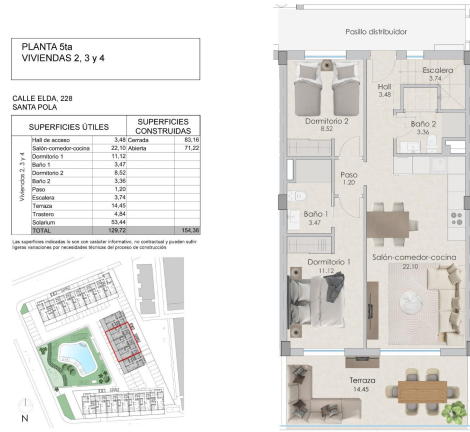 PLANTA 5ta
VIVIENDAS 2, 3 y 4
CALLE ELDA, 228
SANTA POLA
SUPERFICIES ÚTILES SUPERFICIES CONSTRUIDAS
Viviendas 2, 3 y 4
Hall de acceso 3,48 Cerrada 83,16
Salón-comedor-cocina 22,10 Abierta 71,22
Dormitorio 1 11,12
Baño 1 3,47
Dormitorio 2 8,52
Baño 2 3,36
Paso 1,20
Escalera 3,74
Terraza 14,45
Trastero 4,84
Solarium 53,44
TOTAL 129,72 154,38
Las superficies indicadas lo son con carácter informativo, no contractual y pueden sufrir
ligeras variaciones por necesidades técnicas del proceso de construcción
N
Pasillo distribuidor
Escalera
3.74
Hall
3.48
Dormitorio 2
8.52
Baño 2
3.36
Paso
1.20
Baño 1
3.47
Dormitorio 1
11.12
Salón-comedor-cocina
22.10
Terraza
14.45